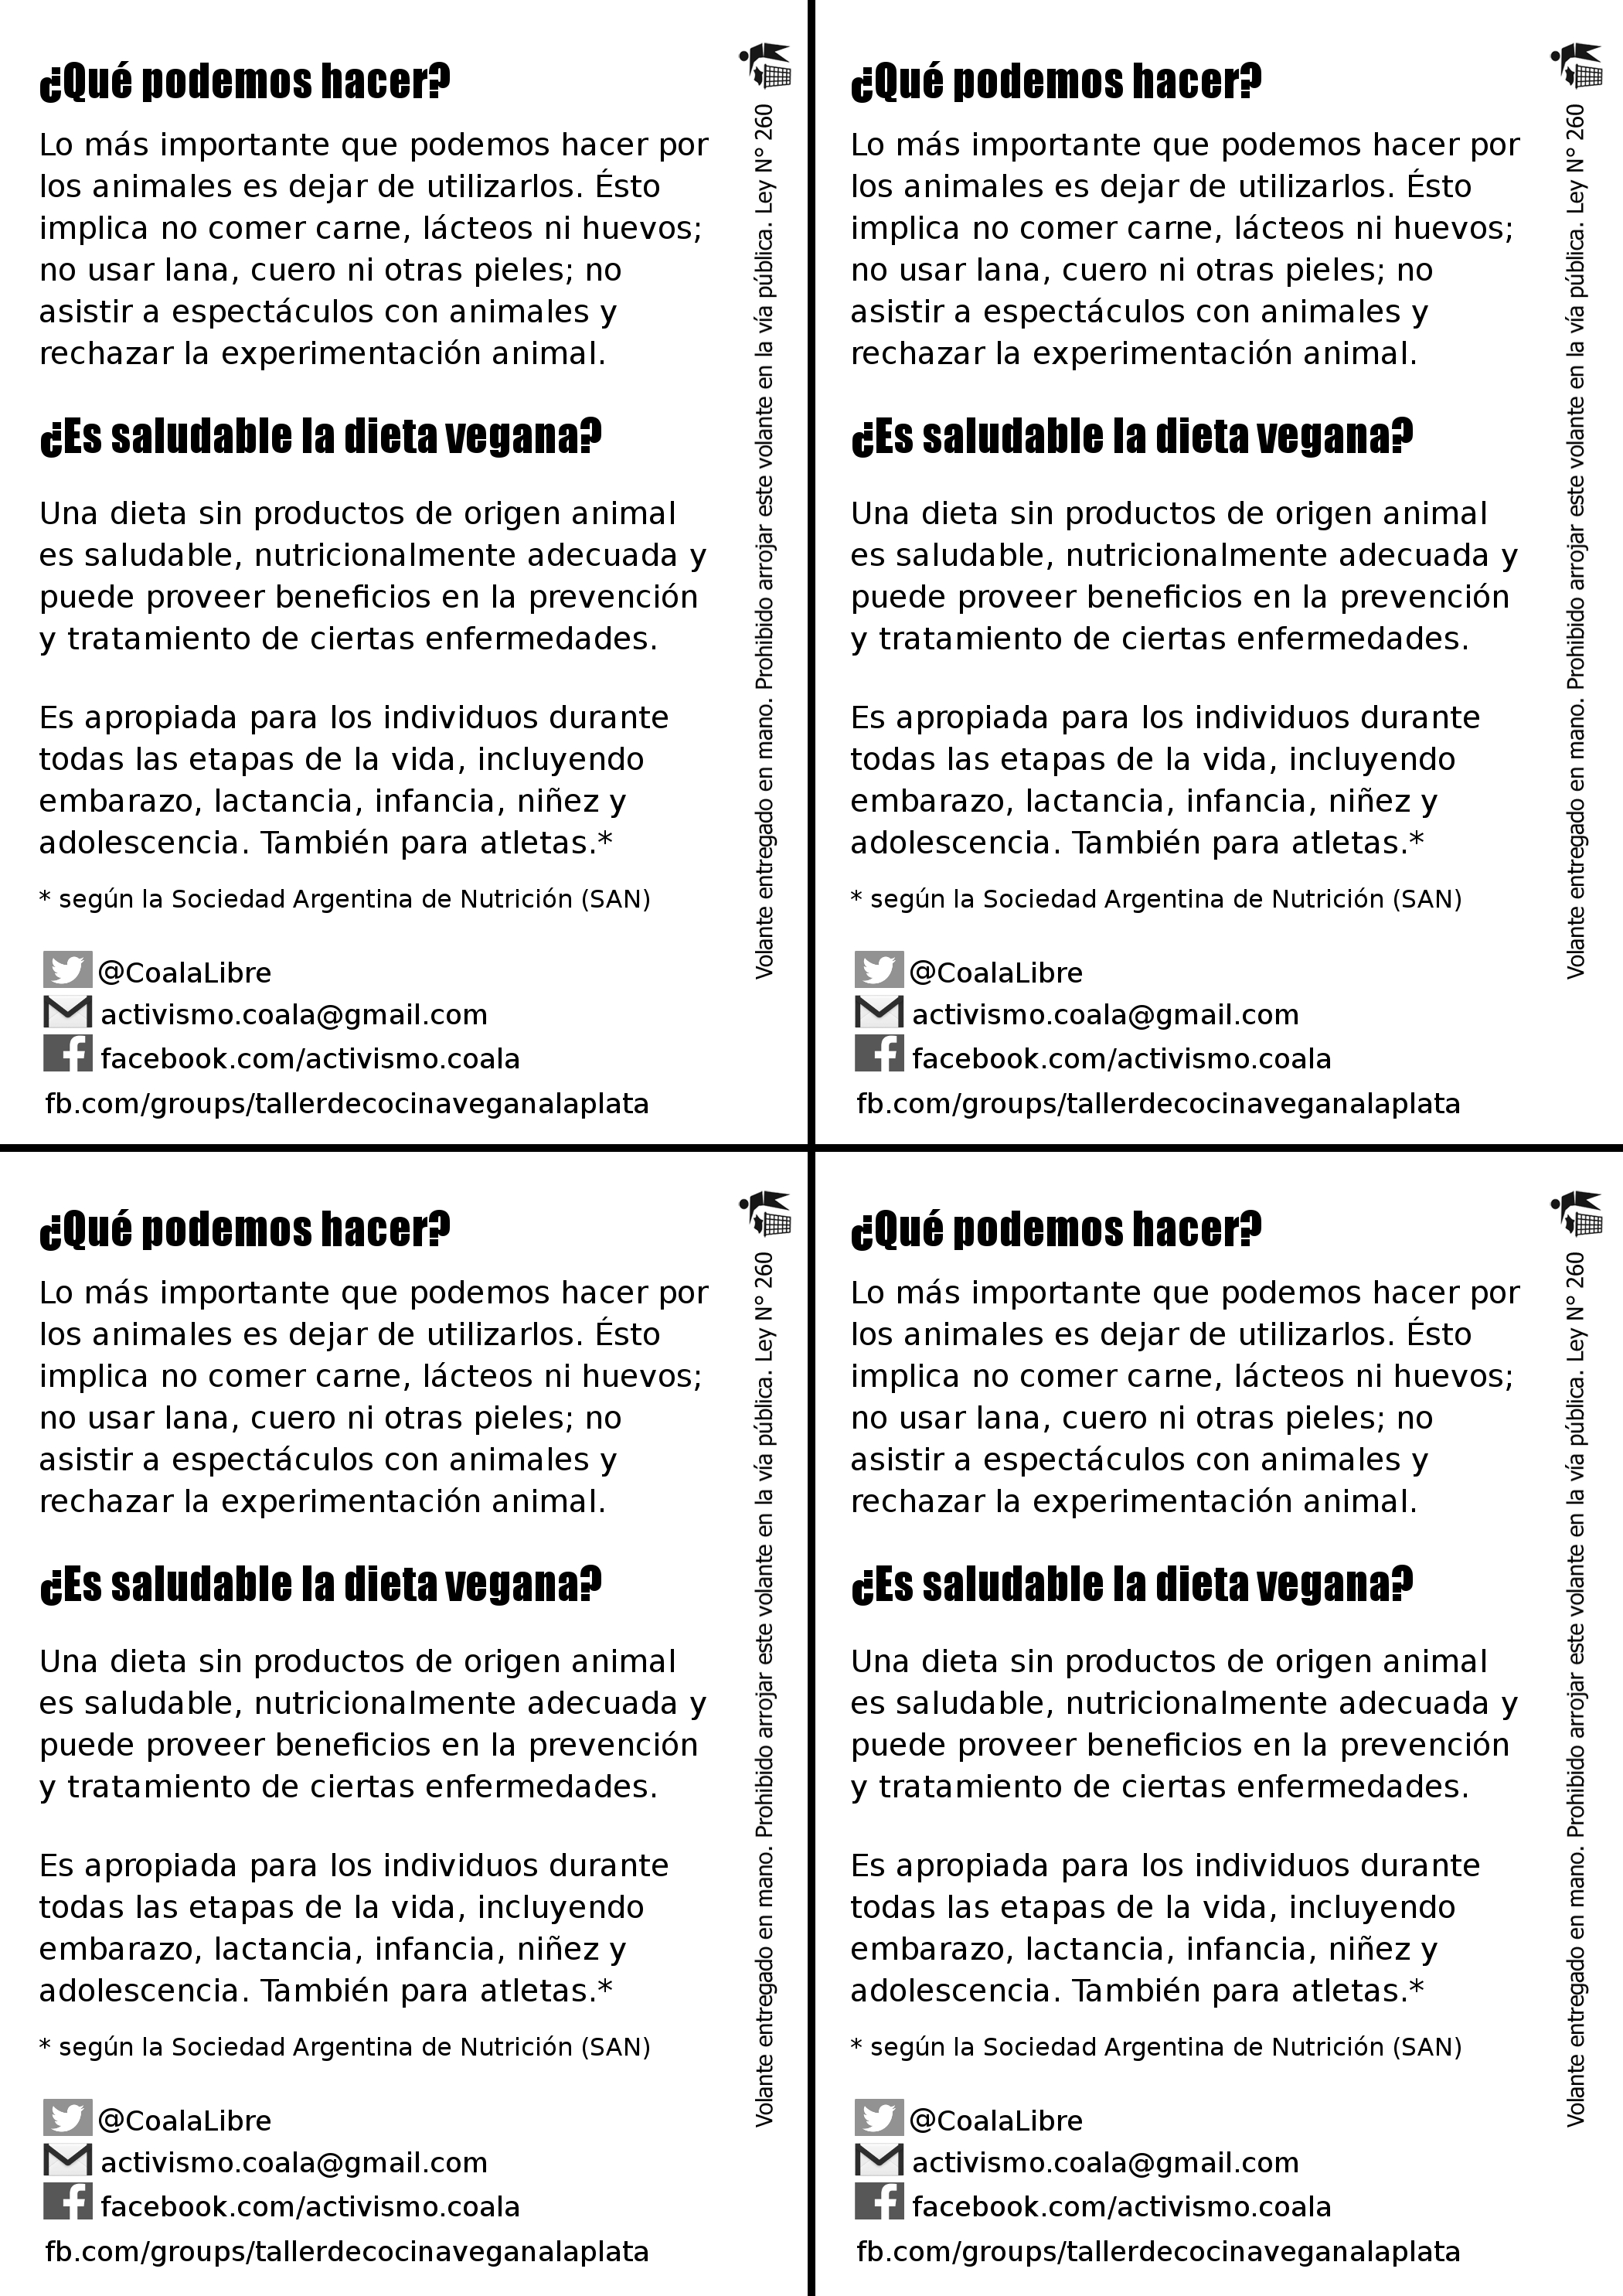 ¿Qué podemos hacer?
Lo más importante que podemos hacer por
los animales es dejar de utilizarlos. Ésto
implica no comer carne, lácteos ni huevos;
no usar lana, cuero ni otras pieles; no
asistir a espectáculos con animales y
rechazar la experimentación animal.
¿Es saludable la dieta vegana?
Una dieta sin productos de origen animal
es saludable, nutricionalmente adecuada y
puede proveer beneficios en la prevención
y tratamiento de ciertas enfermedades.
Es apropiada para los individuos durante
todas las etapas de la vida, incluyendo
embarazo, lactancia, infancia, niñez y
adolescencia. También para atletas.*
* según la Sociedad Argentina de Nutrición (SAN)
@CoalaLibre
activismo.coala@gmail.com
facebook.com/activismo.coala
fb.com/groups/tallerdecocinaveganalaplata
Volante entregado en mano. Prohibido arrojar este volante en la vía pública. Ley N° 260
¿Qué podemos hacer?
Lo más importante que podemos hacer por
los animales es dejar de utilizarlos. Ésto
implica no comer carne, lácteos ni huevos;
no usar lana, cuero ni otras pieles; no
asistir a espectáculos con animales y
rechazar la experimentación animal.
¿Es saludable la dieta vegana?
Una dieta sin productos de origen animal
es saludable, nutricionalmente adecuada y
puede proveer beneficios en la prevención
y tratamiento de ciertas enfermedades.
Es apropiada para los individuos durante
todas las etapas de la vida, incluyendo
embarazo, lactancia, infancia, niñez y
adolescencia. También para atletas.*
* según la Sociedad Argentina de Nutrición (SAN)
@CoalaLibre
activismo.coala@gmail.com
facebook.com/activismo.coala
fb.com/groups/tallerdecocinaveganalaplata
Volante entregado en mano. Prohibido arrojar este volante en la vía pública. Ley N° 260
¿Qué podemos hacer?
Lo más importante que podemos hacer por
los animales es dejar de utilizarlos. Ésto
implica no comer carne, lácteos ni huevos;
no usar lana, cuero ni otras pieles; no
asistir a espectáculos con animales y
rechazar la experimentación animal.
¿Es saludable la dieta vegana?
Una dieta sin productos de origen animal
es saludable, nutricionalmente adecuada y
puede proveer beneficios en la prevención
y tratamiento de ciertas enfermedades.
Es apropiada para los individuos durante
todas las etapas de la vida, incluyendo
embarazo, lactancia, infancia, niñez y
adolescencia. También para atletas.*
* según la Sociedad Argentina de Nutrición (SAN)
@CoalaLibre
activismo.coala@gmail.com
facebook.com/activismo.coala
fb.com/groups/tallerdecocinaveganalaplata
Volante entregado en mano. Prohibido arrojar este volante en la vía pública. Ley N° 260
¿Qué podemos hacer?
Lo más importante que podemos hacer por
los animales es dejar de utilizarlos. Ésto
implica no comer carne, lácteos ni huevos;
no usar lana, cuero ni otras pieles; no
asistir a espectáculos con animales y
rechazar la experimentación animal.
¿Es saludable la dieta vegana?
Una dieta sin productos de origen animal
es saludable, nutricionalmente adecuada y
puede proveer beneficios en la prevención
y tratamiento de ciertas enfermedades.
Es apropiada para los individuos durante
todas las etapas de la vida, incluyendo
embarazo, lactancia, infancia, niñez y
adolescencia. También para atletas.*
* según la Sociedad Argentina de Nutrición (SAN)
@CoalaLibre
activismo.coala@gmail.com
facebook.com/activismo.coala
fb.com/groups/tallerdecocinaveganalaplata
Volante entregado en mano. Prohibido arrojar este volante en la vía pública. Ley N° 260